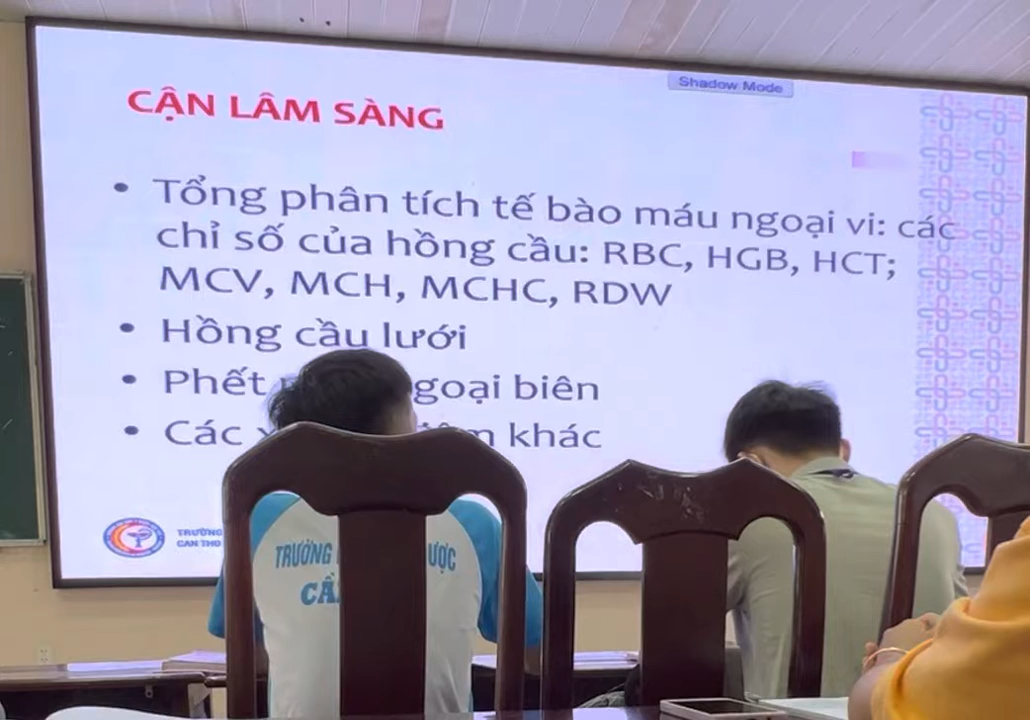 Shadow Mode
CẬN LÂM SÀNG
• Tổng phân tích tế bào máu ngoại vi: các
chỉ số của hồng cầu: RBC, HGB, HCT;
MCV, MCH, MCHC, RDW
• Hồng cầu lưới
• Phết goại biên
• Các khác
TRƯỜNG
CAN THO
TRƯỜNG ƯỢC
CẦ